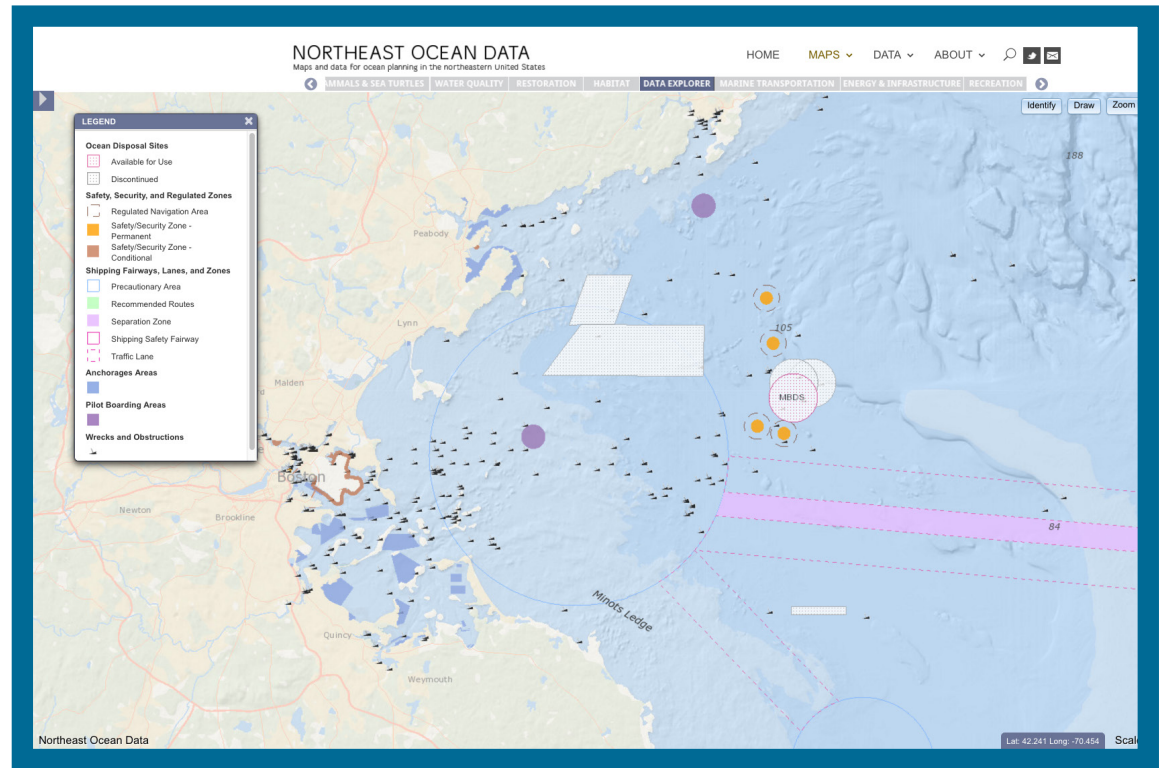 NORTHEAST OCEAN DATA
Maps and data for ocean planning in the northeastern United States
HOME MAPS DATA ABOUT
AMMALS & SEA TURTLES WATER QUALITY RESTORATION HABITAT DATA EXPLORER MARINE TRANSPORTATION ENERGY & INFRASTRUCTURE RECREATION
Identify Draw Zoom
LEGEND
Ocean Disposal Sites
Available for Use
Discontinued
Safety, Security, and Regulated Zones
Regulated Navigation Area
Safety/Security Zone -
Permanent
Safety/Security Zone -
Conditional
Shipping Fairways, Lanes, and Zones
Precautionary Area
Recommended Routes
Separation Zone
Shipping Safety Fairway
Traffic Lane
Anchorages Areas
Pilot Boarding Areas
Wrecks and Obstructions
188
Peabody
Lynn
105
Malden
MBDS
Boston
Newton
Brookline
84
Minots Ledge
Quincy
Weymouth
Northeast Ocean Data
Lat: 42.241 Long: -70.454
Scale